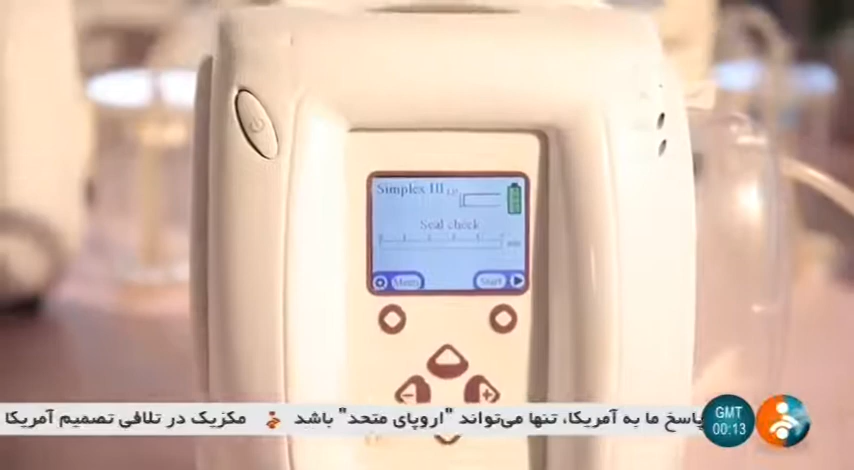 Simplex III
Seal check
Menu Start
پاسخ ما به آمریکا، تنها می‌تواند "اروپای متحد" باشد مکزیک در تلافی تصمیم آمریکا
GMT
00:13